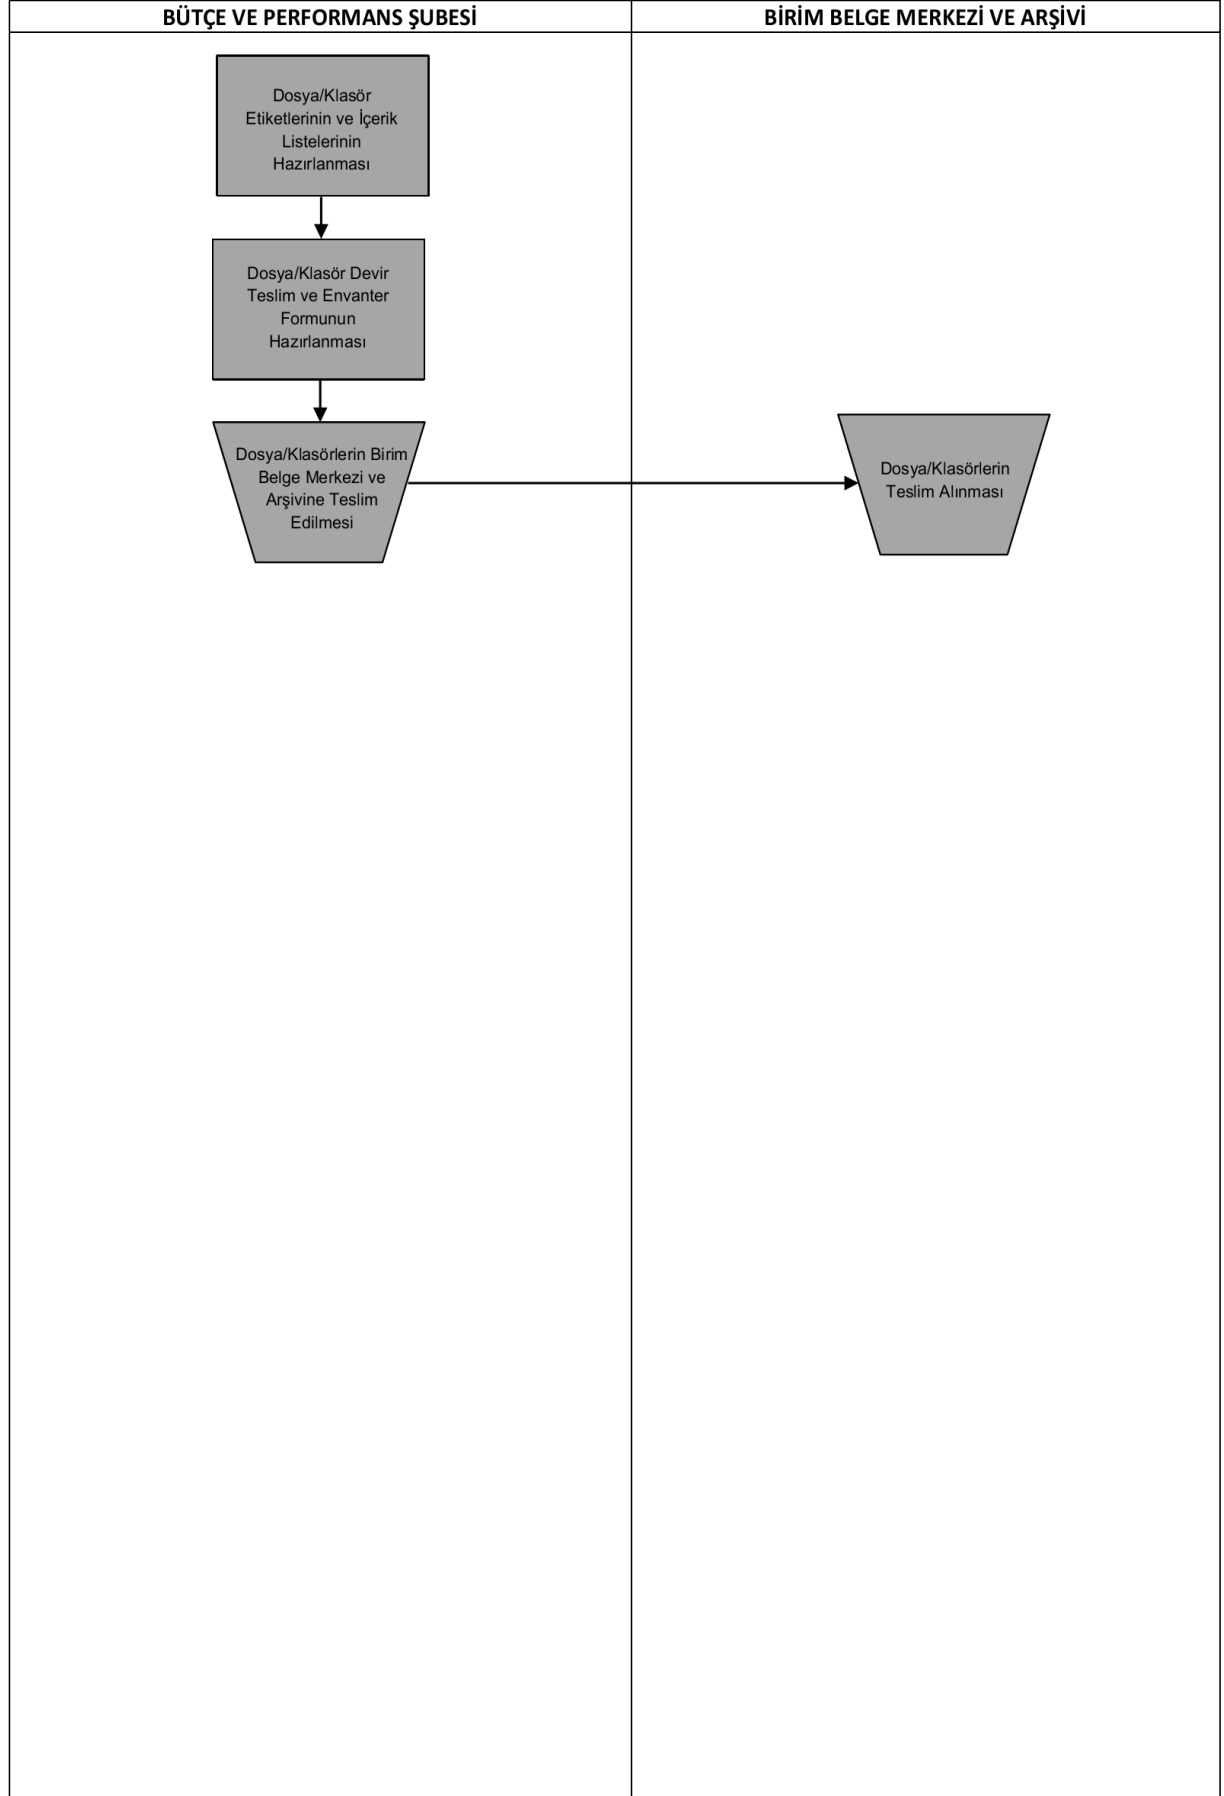 BÜTÇE VE PERFORMANS ŞUBESİ
BİRİM BELGE MERKEZİ VE ARŞİVİ
Dosya/Klasör
Etiketlerinin ve İçerik
Listelerinin
Hazırlanması
Dosya/Klasör Devir
Teslim ve Envanter
Formunun
Hazırlanması
Dosya/Klasörlerin Birim
Belge Merkezi ve
Arşivine Teslim
Edilmesi
Dosya/Klasörlerin
Teslim Alınması